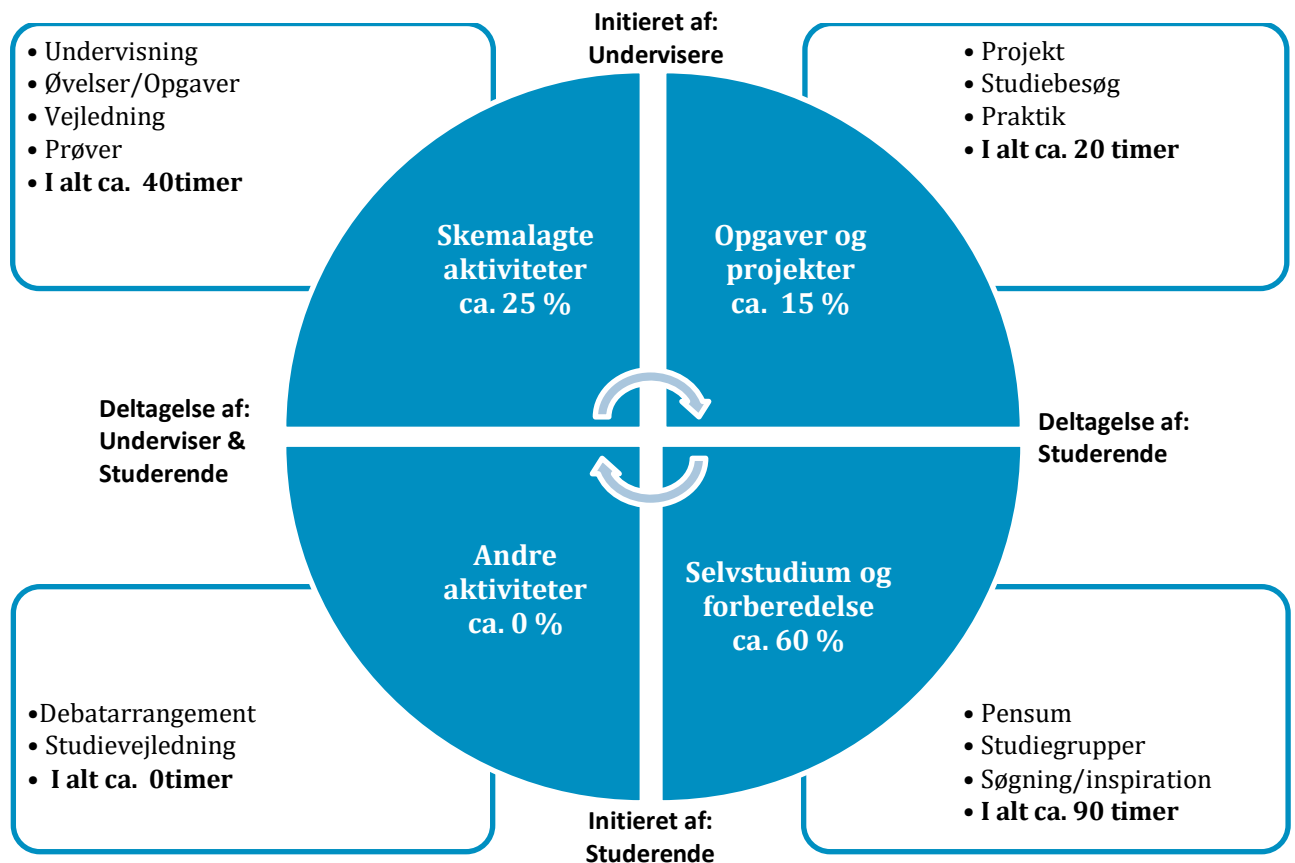 Initieret af:
Undervisere
• Undervisning
• Øvelser/Opgaver
• Vejledning
• Prøver
• I alt ca. 40timer
• Projekt
• Studiebesøg
• Praktik
• I alt ca. 20 timer
Skemalagte
aktiviteter
ca. 25 %
Opgaver og
projekter
ca. 15 %
Deltagelse af:
Underviser &
Studerende
Deltagelse af:
Studerende
Andre
aktiviteter
ca. 0 %
Selvstudium og
forberedelse
ca. 60 %
•Debatarrangement
• Studievejledning
• I alt ca. 0timer
• Pensum
• Studiegrupper
• Søgning/inspiration
• I alt ca. 90 timer
Initieret af:
Studerende